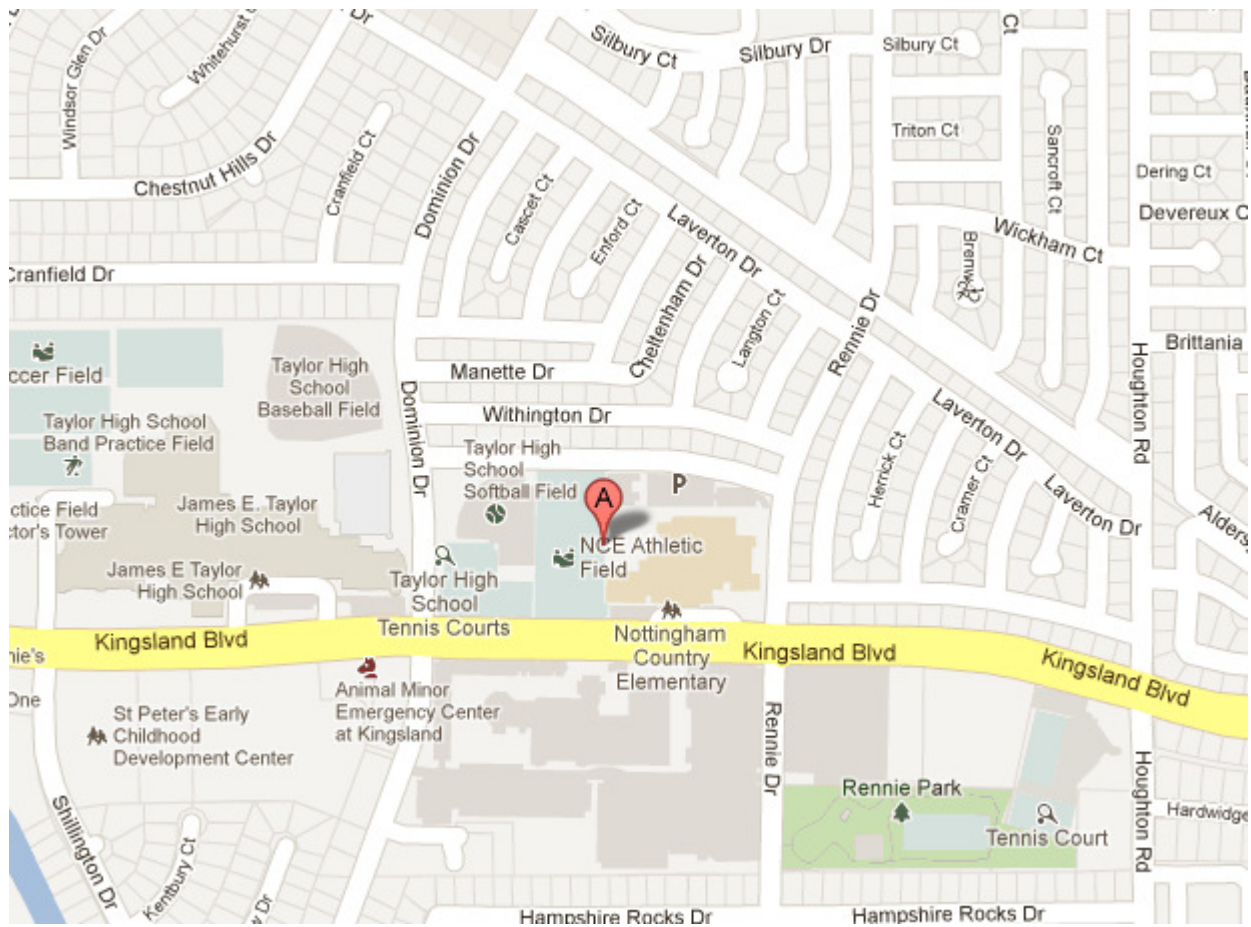 Windsor Glen Dr
Whitehurst
Dr
Silbury Ct
Silbury Dr
Silbury Ct
Ct
Chestnut Hills Dr
Cranfield Ct
Dominion Dr
Cascet Ct
Enford Ct
Laverton Dr
Triton Ct
Sancroft Ct
Dering Ct
Devereux C
Wickham Ct
Cranfield Dr
Cheltenham Dr
Langton Ct
Rennie Dr
Houghton Rd
Brittania
ccer Field
Taylor High
School
Baseball Field
Manette Dr
Dominion Dr
Withington Dr
Laverton Dr
Taylor High School
Band Practice Field
Taylor High
School
Softball Field
P
A
Herrick Ct
Cramer Ct
Laverton Dr
ctice Field
ctor's Tower
James E. Taylor
High School
NCE Athletic
Field
James E Taylor
High School
Taylor High
School
Tennis Courts
Kingsland Blvd
Nottingham
Country
Elementary
Kingsland Blvd
Kingsland Blvd
nie's
One
Animal Minor
Emergency Center
at Kingsland
St Peter's Early
Childhood
Development Center
Rennie Dr
Houghton Rd
Rennie Park
Tennis Court
Hardwidge
Shillington Dr
Kentbury Ct
w Dr
Hampshire Rocks Dr
Hampshire Rocks Dr